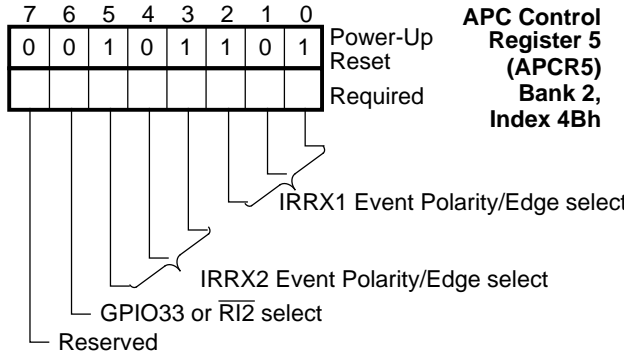 7 6 5 4 3 2 1 0
APC Control
Register 5
(APCR5)
Bank 2,
Index 4Bh
0 0 1 0 1 1 0 1
Power-Up
Reset
Required
IRRX1 Event Polarity/Edge select
IRRX2 Event Polarity/Edge select
GPIO33 or RI2 select
Reserved